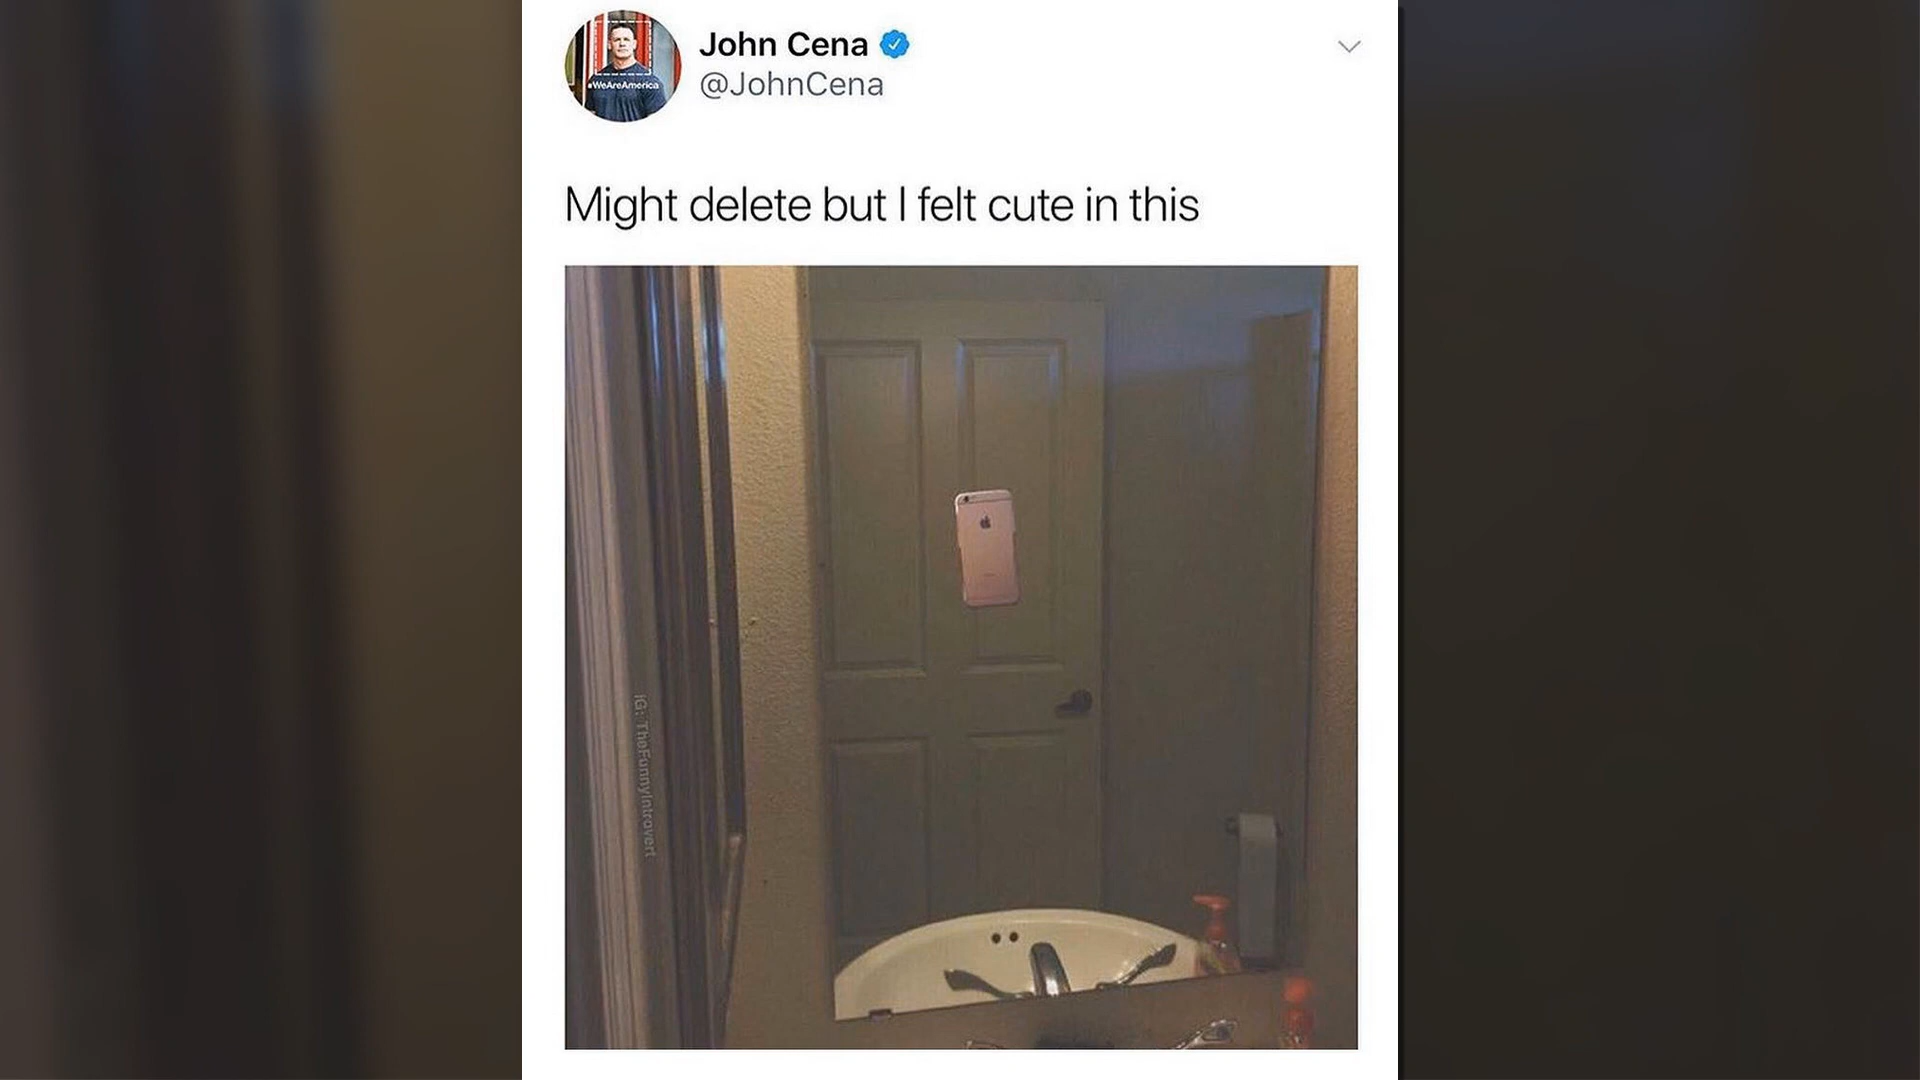 #WeAreAmerica
John Cena
@JohnCena
Might delete but I felt cute in this
IG: TheFunnyIntrovert